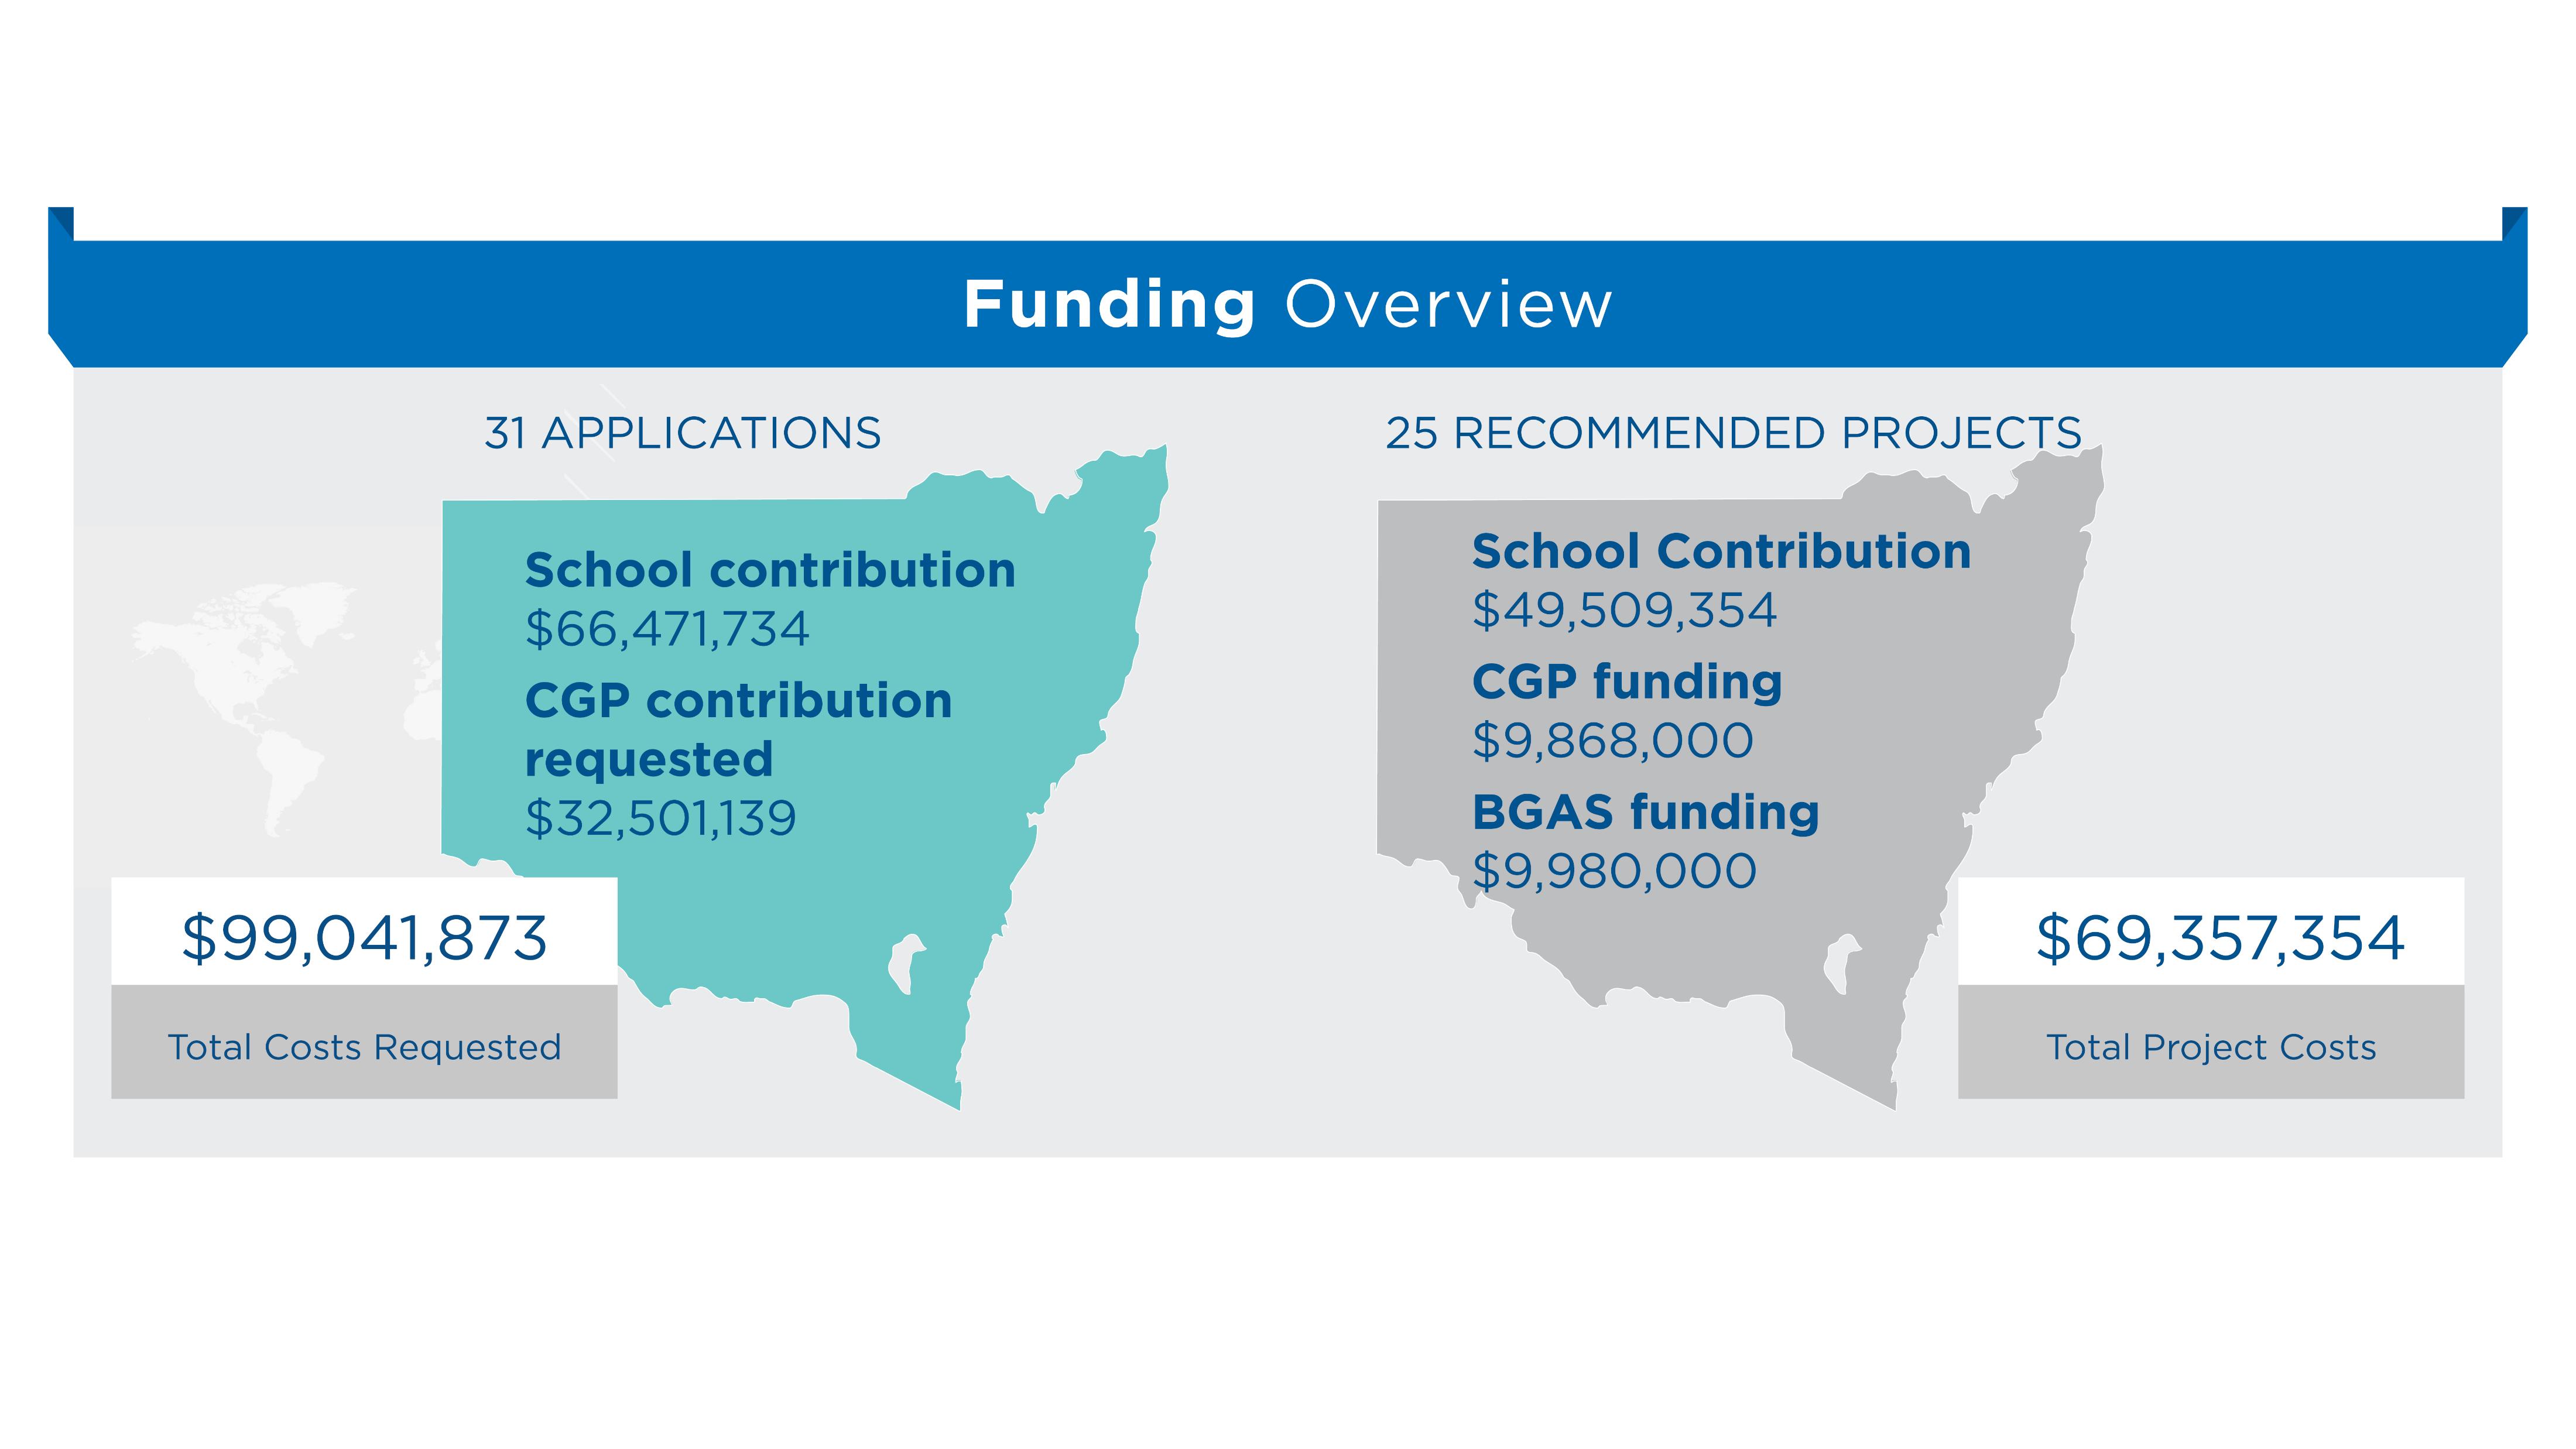 Funding Overview
31 APPLICATIONS
School contribution
$66,471,734
CGP contribution
requested
$32,501,139
$99,041,873
Total Costs Requested
25 RECOMMENDED PROJECTS
School Contribution
$49,509,354
CGP funding
$9,868,000
BGAS funding
$9,980,000
$69,357,354
Total Project Costs